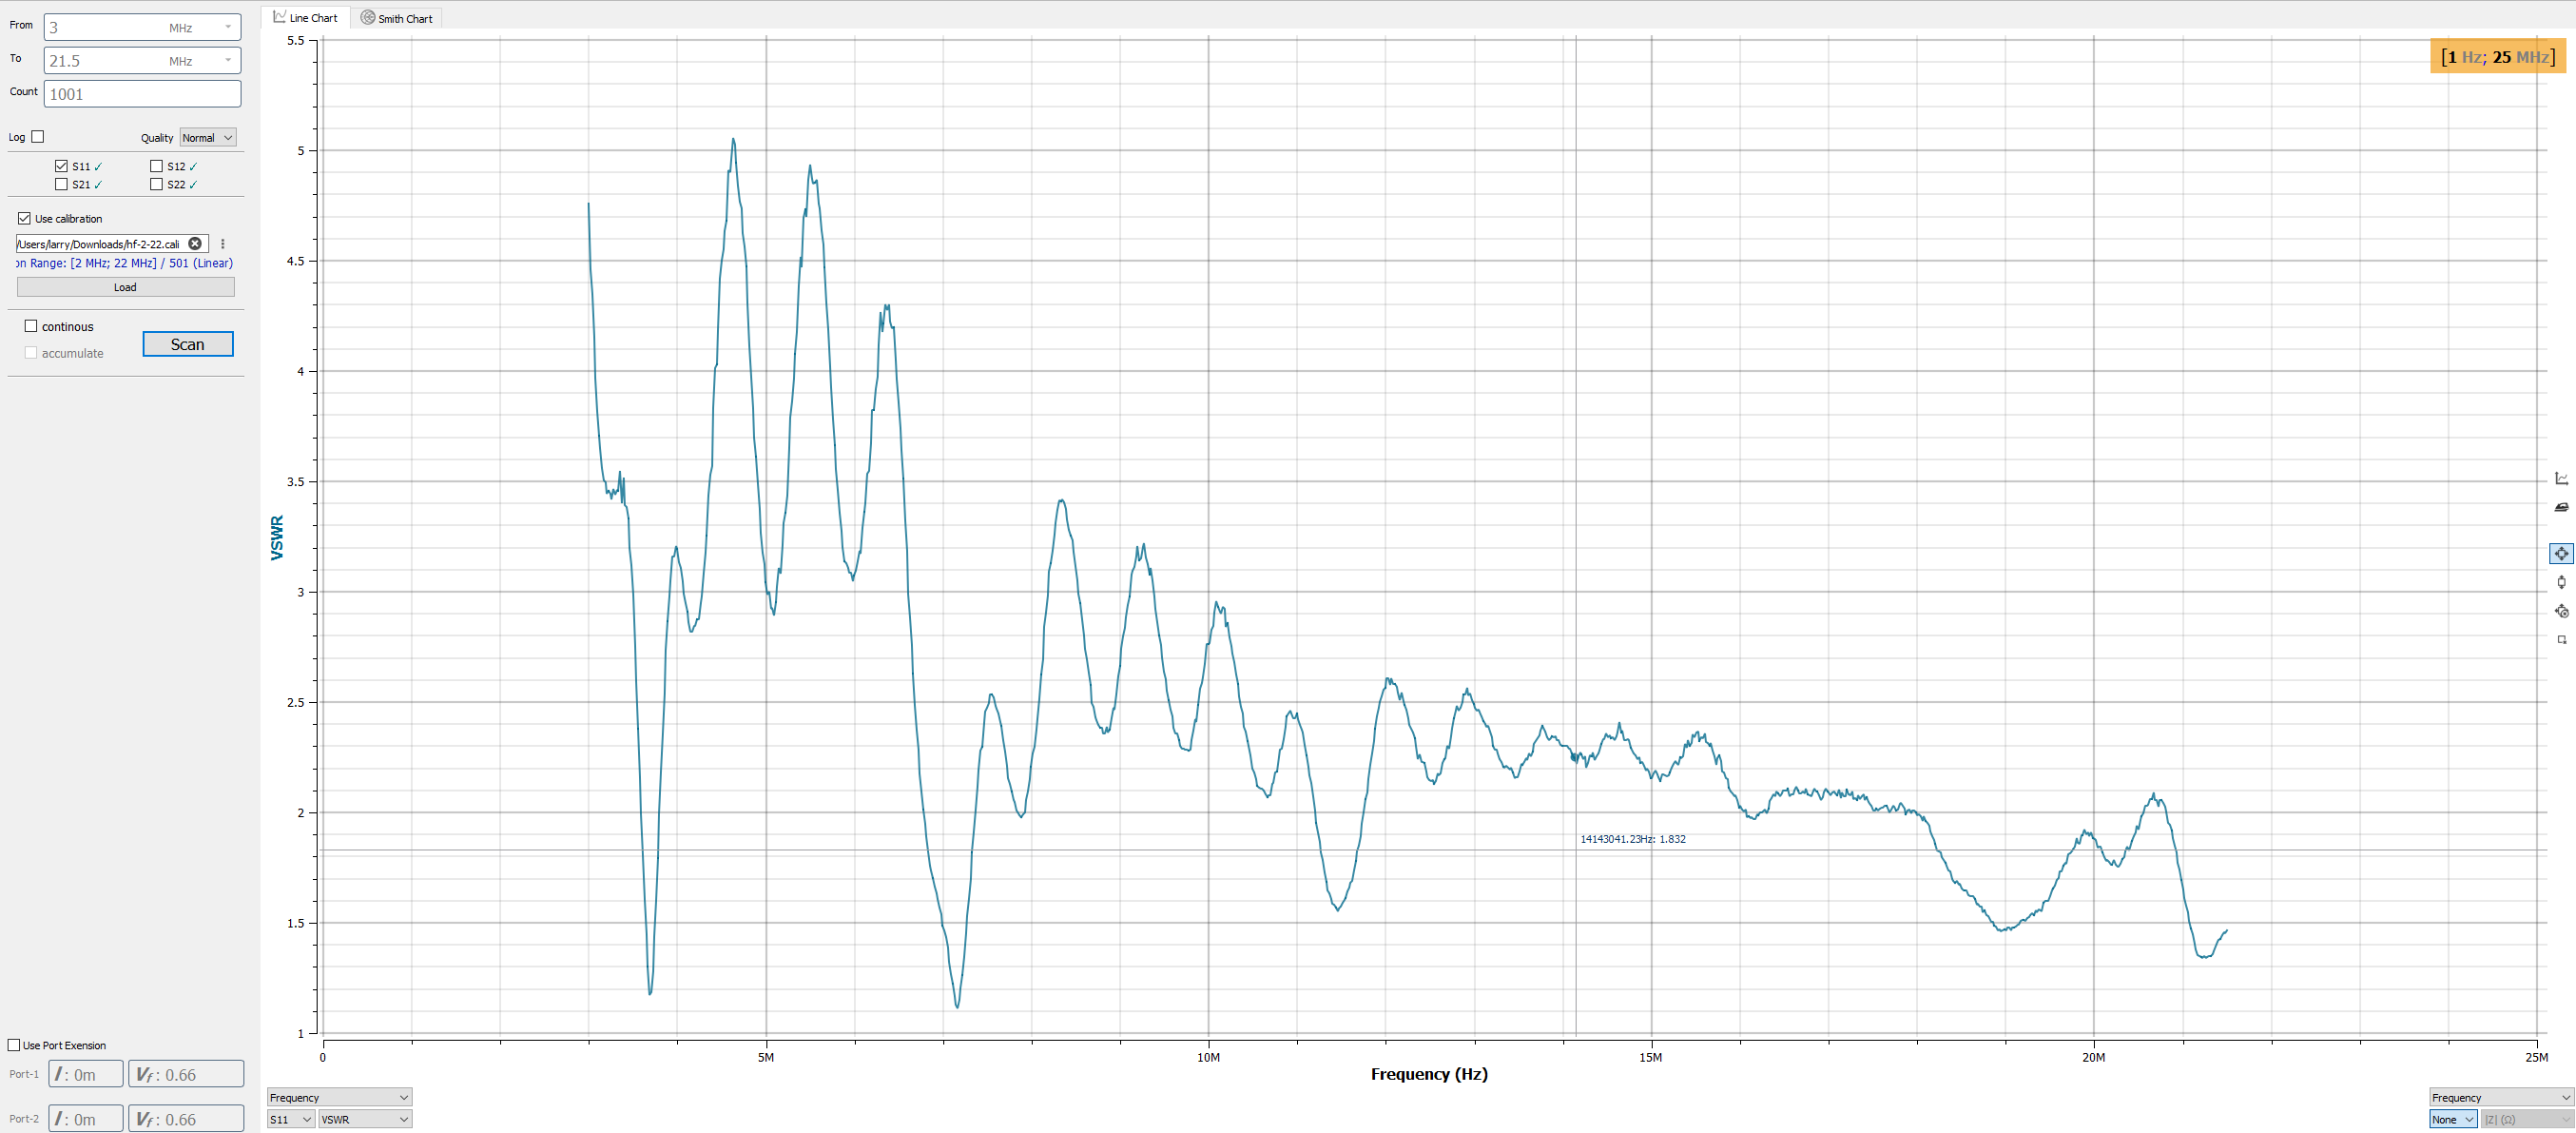 From 3 MHz
To 21.5 MHz
Count 1001
Log Quality Normal
S11 ✓ S12 ✓
S21 ✓ S22 ✓
Use calibration
/Users/larry/Downloads/hf-2-22.cali
on Range: [2 MHz; 22 MHz] / 501 (Linear)
Load
continous
Scan
accumulate
Use Port Exension
Port-1 l : 0m Vf : 0.66
Port-2 l : 0m Vf : 0.66
Line Chart Smith Chart
[1 Hz; 25 MHz]
5.5
5
4.5
4
3.5
3
2.5
2
1.5
1
VSWR
14143041.23Hz: 1.832
0 5M 10M 15M 20M 25M
Frequency (Hz)
Frequency
S11 VSWR
Frequency
None |Z| (Ω)